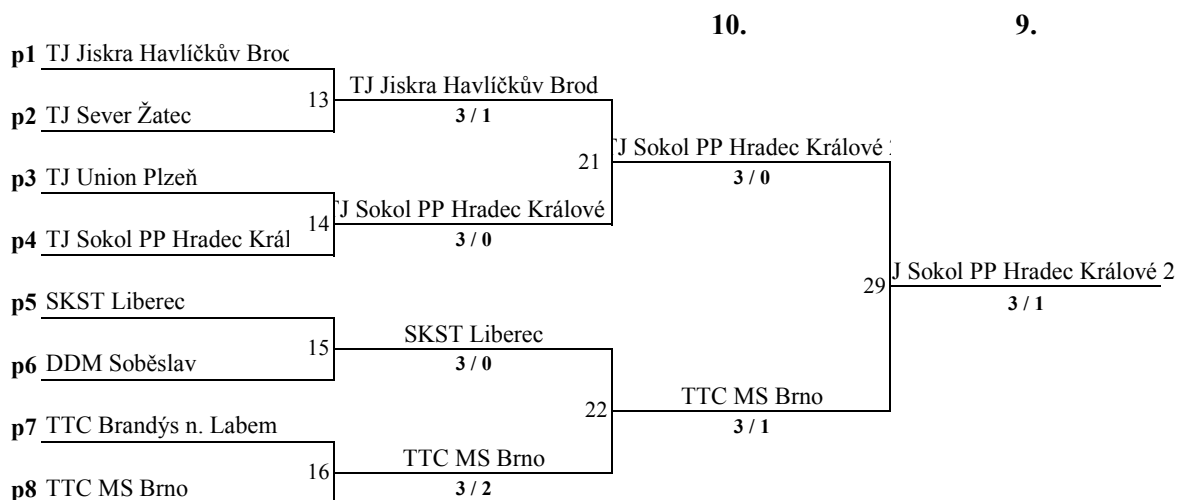 10. 9.
p1 TJ Jiskra Havlíčkův Brod
13 TJ Jiskra Havlíčkův Brod
p2 TJ Sever Žatec
3 / 1
21 TJ Sokol PP Hradec Králové 2
p3 TJ Union Plzeň
3 / 0
14 TJ Sokol PP Hradec Králové
p4 TJ Sokol PP Hradec Král
3 / 0
29 J Sokol PP Hradec Králové 2
p5 SKST Liberec
3 / 1
15 SKST Liberec
p6 DDM Soběslav
3 / 0
22 TTC MS Brno
p7 TTC Brandýs n. Labem
3 / 1
16 TTC MS Brno
p8 TTC MS Brno
3 / 2